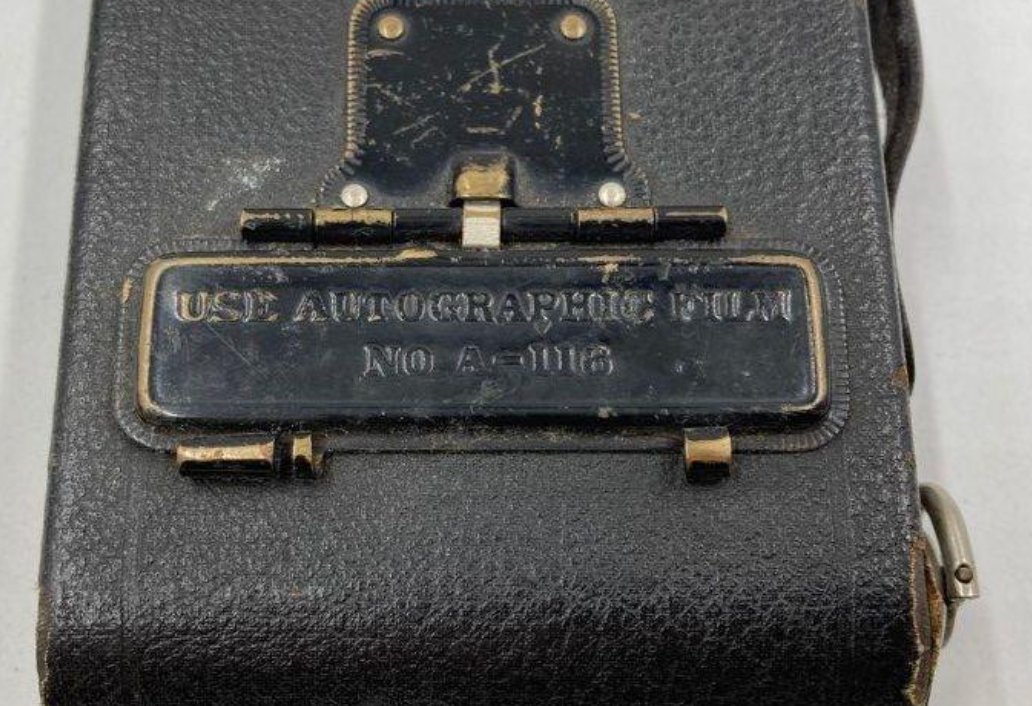 USE AUTOGRAPHIC FILM
NO A-116